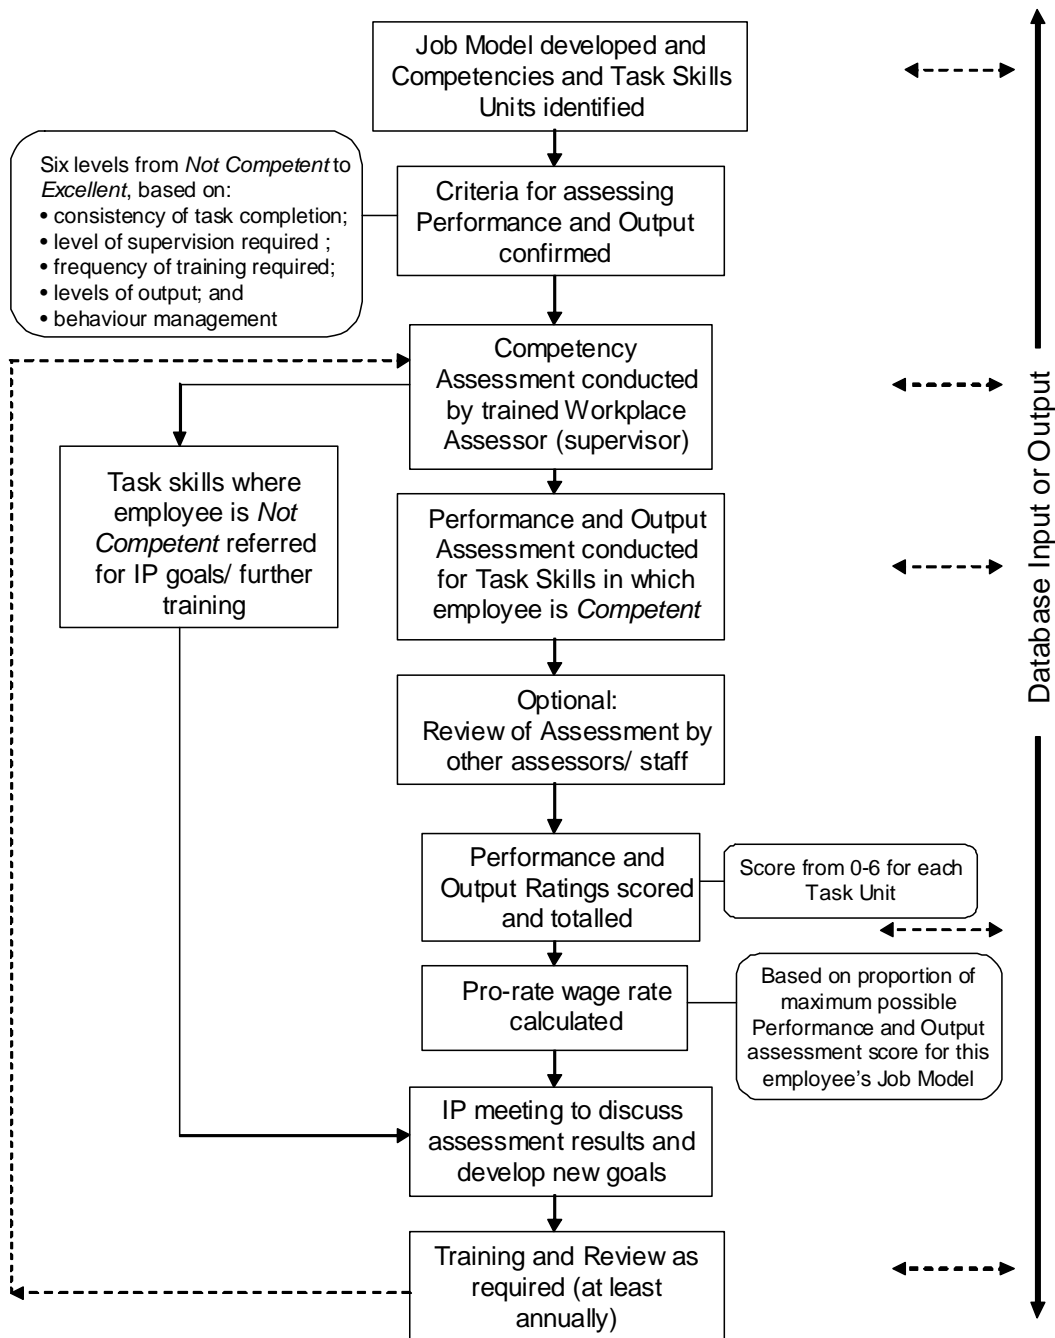 Job Model developed and
Competencies and Task Skills
Units identified
Six levels from Not Competent to
Excellent, based on:
• consistency of task completion;
• level of supervision required ;
• frequency of training required;
• levels of output; and
• behaviour management
Criteria for assessing
Performance and Output
confirmed
Competency
Assessment conducted
by trained Workplace
Assessor (supervisor)
Task skills where
employee is Not
Competent referred
for IP goals/ further
training
Performance and Output
Assessment conducted
for Task Skills in which
employee is Competent
Optional:
Review of Assessment by
other assessors/ staff
Performance and
Output Ratings scored
and totalled
Score from 0-6 for each
Task Unit
Pro-rate wage rate
calculated
Based on proportion of
maximum possible
Performance and Output
assessment score for this
employee's Job Model
IP meeting to discuss
assessment results and
develop new goals
Training and Review as
required (at least
annually)
Database Input or Output